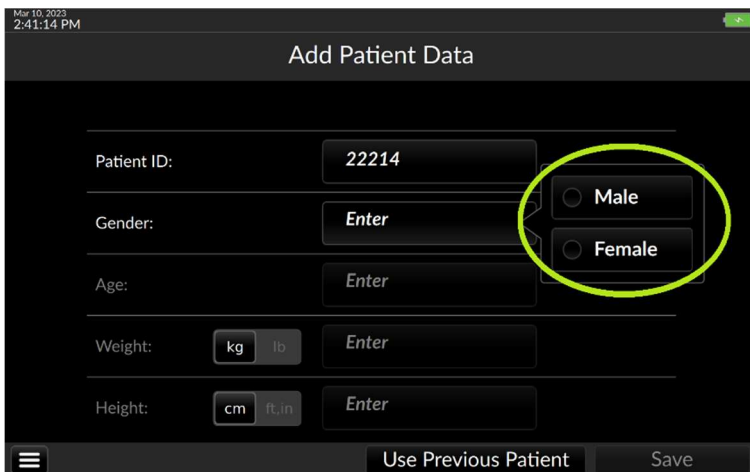 Mar 10, 2023
2:41:14 PM
Add Patient Data
Patient ID: 22214
Male
Gender: Enter
Female
Age: Enter
Weight: kg lb Enter
Height: cm ft,in Enter
Use Previous Patient Save